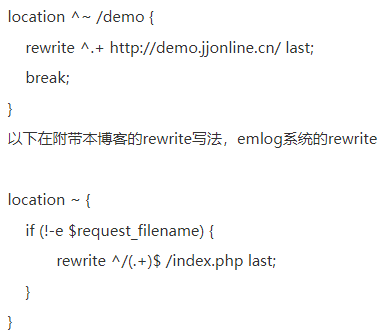 location ^~ /demo {
rewrite ^.+ http://demo.jjonline.cn/ last;
break;
}
以下在附带本博客的rewrite写法，emlog系统的rewrite
location ~ {
if (!-e $request_filename) {
rewrite ^/(.+)$ /index.php last;
}
}